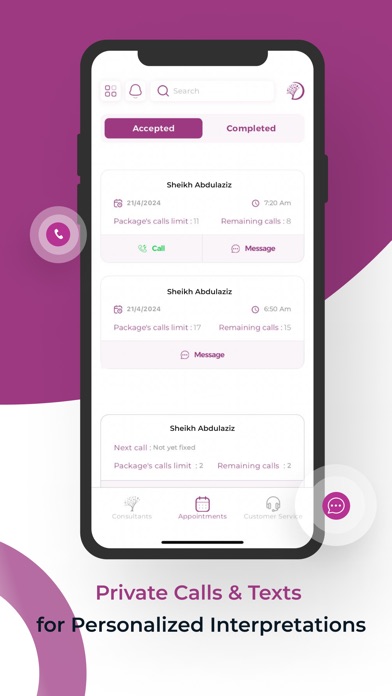 Search
Accepted Completed
Sheikh Abdulaziz
21/4/2024 7:20 Am
Package's calls limit : 11 Remaining calls : 8
Call Message
Sheikh Abdulaziz
21/4/2024 6:50 Am
Package's calls limit : 17 Remaining calls : 15
Message
Sheikh Abdulaziz
Next call : Not yet fixed
Package's calls limit : 2 Remaining calls : 2
Consultants Appointments Customer Service
Private Calls & Texts
for Personalized Interpretations